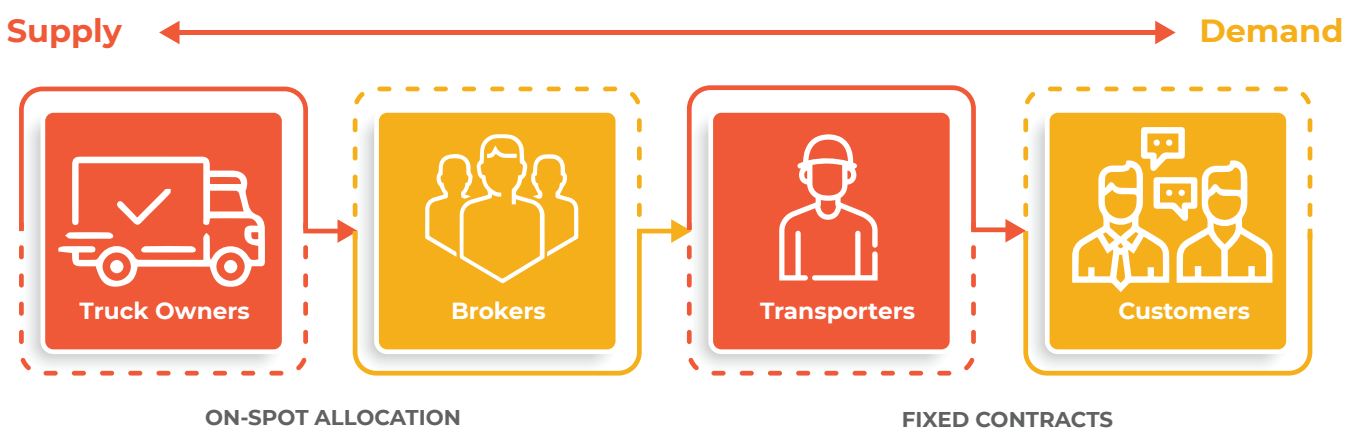 Supply
Demand
Truck Owners
Brokers
Transporters
Customers
ON-SPOT ALLOCATION
FIXED CONTRACTS